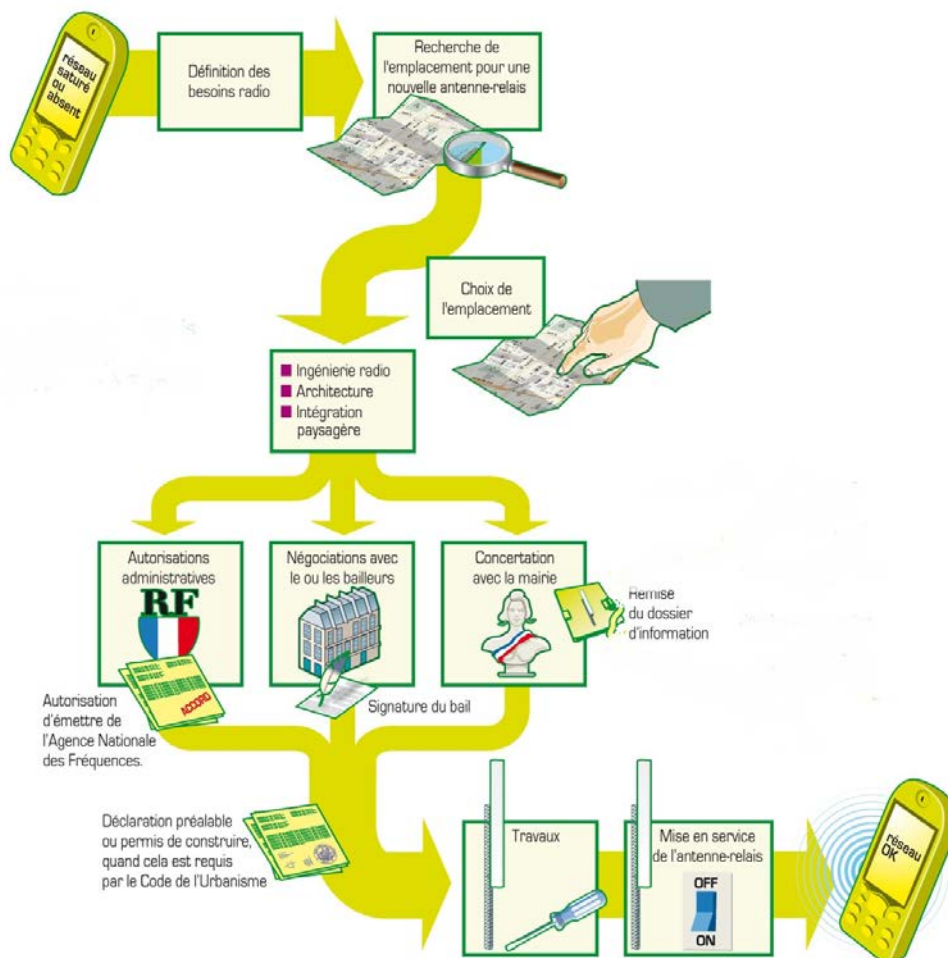 réseau
saturé
ou
absent
Définition des
besoins radio
Recherche de
l'emplacement pour une
nouvelle antenne-relais
Choix de
l'emplacement
Ingénierie radio
Architecture
Intégration
paysagère
Autorisations
administratives
RF
ACCORD
Autorisation
d'émettre de
l'Agence Nationale
des Fréquences.
Négociations avec
le ou les bailleurs
Signature du bail
Concertation
avec la mairie
Remise
du dossier
d'information
Déclaration préalable
ou permis de construire,
quand cela est requis
par le Code de l'Urbanisme
Travaux
Mise en service
de l'antenne-relais
OFF
ON
réseau
OK